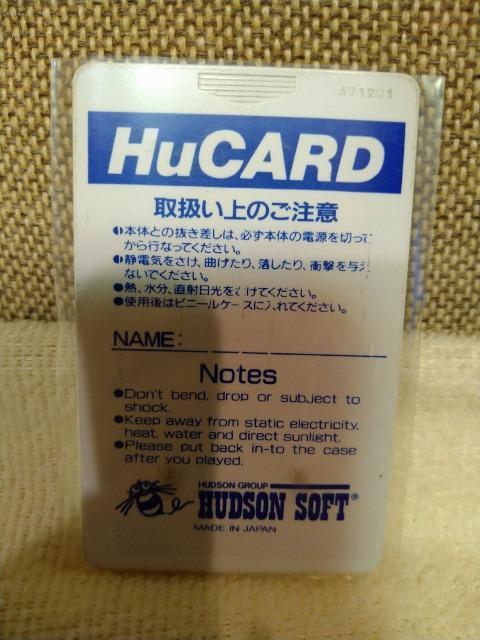 A71201
HuCARD
取扱い上のご注意
●本体との抜き差しは、必ず本体の電源を切って
から行なってください。
●静電気をさけ、曲げたり、落したり、衝撃を与え
ないでください。
●熱、水分、直射日光をさけてください。
●使用後はビニールケースに入れてください。
NAME:
Notes
●Don't bend, drop or subject to
shock.
●Keep away from static electricity,
heat, water and direct sunlight.
●Please put back in-to the case
after you played.
HUDSON GROUP
HUDSON SOFT®
MADE IN JAPAN